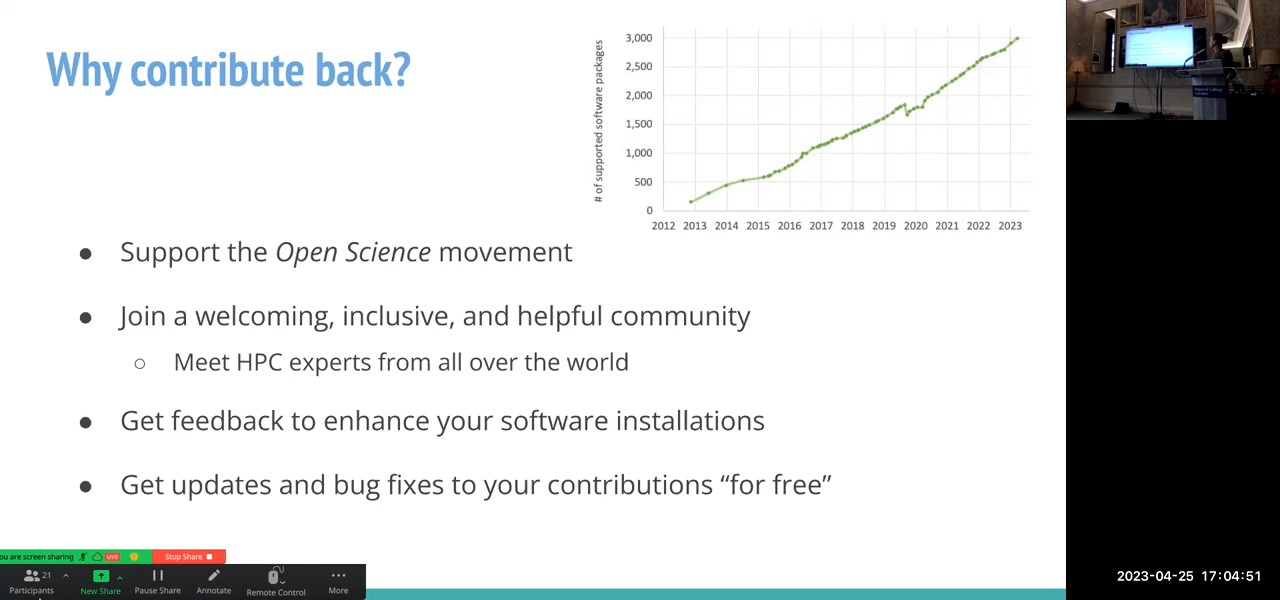 Why contribute back?
# of supported software packages
3,000
2,500
2,000
1,500
1,000
500
0
2012 2013 2014 2015 2016 2017 2018 2019 2020 2021 2022 2023
● Support the Open Science movement
● Join a welcoming, inclusive, and helpful community
○ Meet HPC experts from all over the world
● Get feedback to enhance your software installations
● Get updates and bug fixes to your contributions “for free”
ou are screen sharing LIVE Stop Share
21
Participants New Share Pause Share Annotate Remote Control More
Imperial College
London
2023-04-25 17:04:51